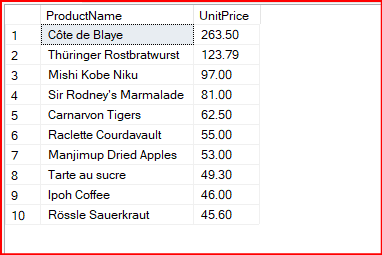 ProductName UnitPrice
1 Côte de Blaye 263.50
2 Thüringer Rostbratwurst 123.79
3 Mishi Kobe Niku 97.00
4 Sir Rodney's Marmalade 81.00
5 Carnarvon Tigers 62.50
6 Raclette Courdavault 55.00
7 Manjimup Dried Apples 53.00
8 Tarte au sucre 49.30
9 Ipoh Coffee 46.00
10 Rössle Sauerkraut 45.60